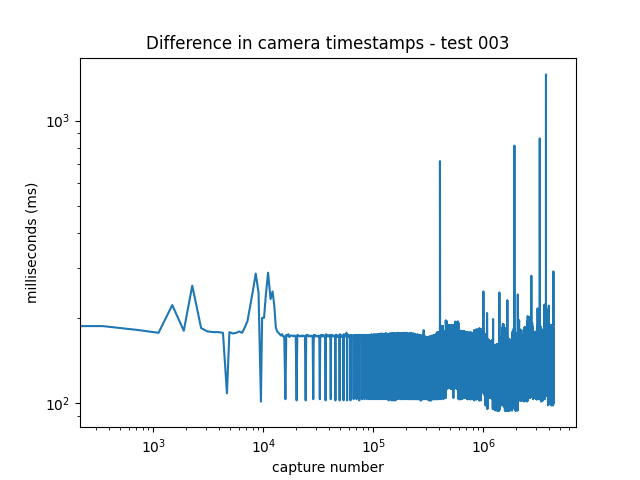 Difference in camera timestamps - test 003
milliseconds (ms)
10³
10²
10³
10⁴
10⁵
10⁶
capture number